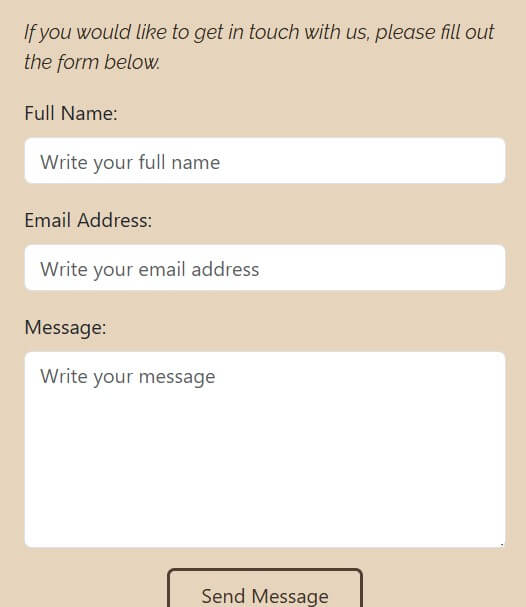 If you would like to get in touch with us, please fill out
the form below.
Full Name:
Write your full name
Email Address:
Write your email address
Message:
Write your message
Send Message